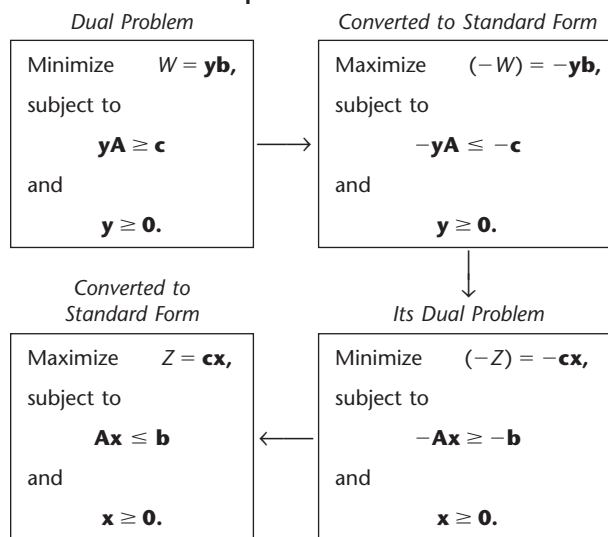 Dual Problem
Minimize W = yb,
subject to
yA ≥ c
and
y ≥ 0.
Converted to Standard Form
Maximize (−W) = −yb,
subject to
−yA ≤ −c
and
y ≥ 0.
Converted to
Standard Form
Maximize Z = cx,
subject to
Ax ≤ b
and
x ≥ 0.
Its Dual Problem
Minimize (−Z) = −cx,
subject to
−Ax ≥ −b
and
x ≥ 0.